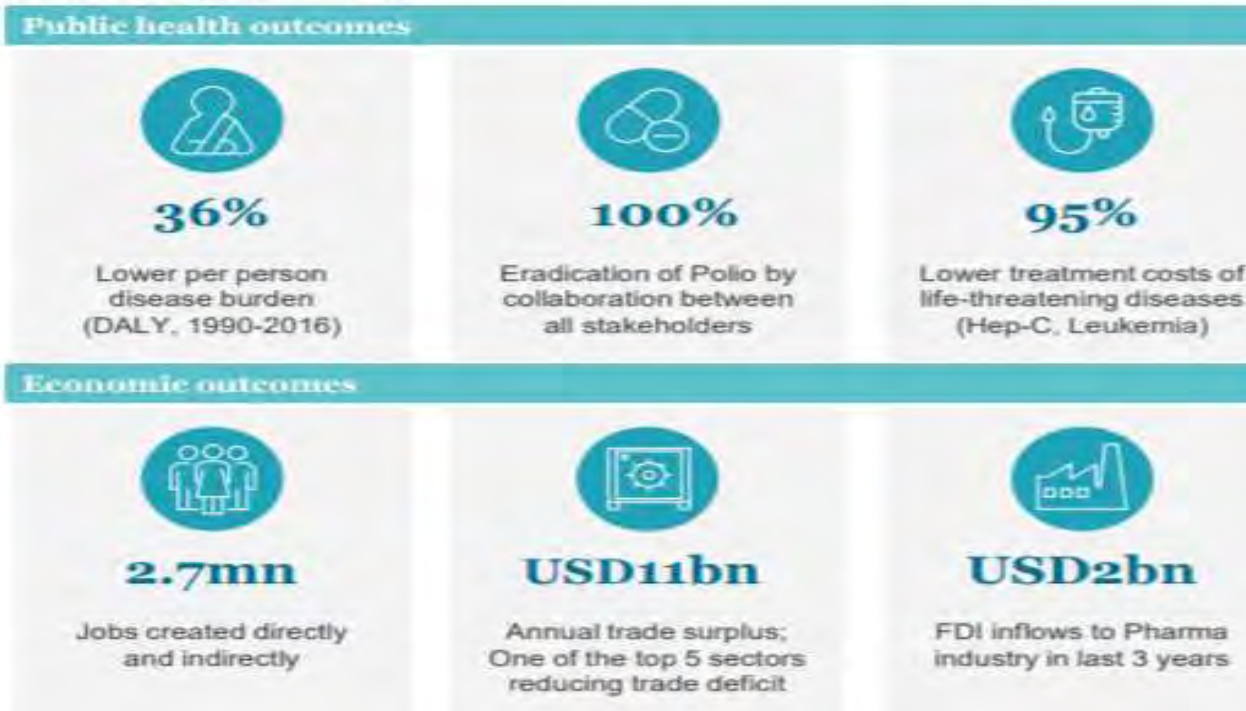 Public health outcomes
36%
Lower per person
disease burden
(DALY, 1990-2016)
100%
Eradication of Polio by
collaboration between
all stakeholders
95%
Lower treatment costs of
life-threatening diseases
(Hep-C, Leukemia)
Economic outcomes
2.7mn
Jobs created directly
and indirectly
USD11bn
Annual trade surplus;
One of the top 5 sectors
reducing trade deficit
USD2bn
FDI inflows to Pharma
industry in last 3 years